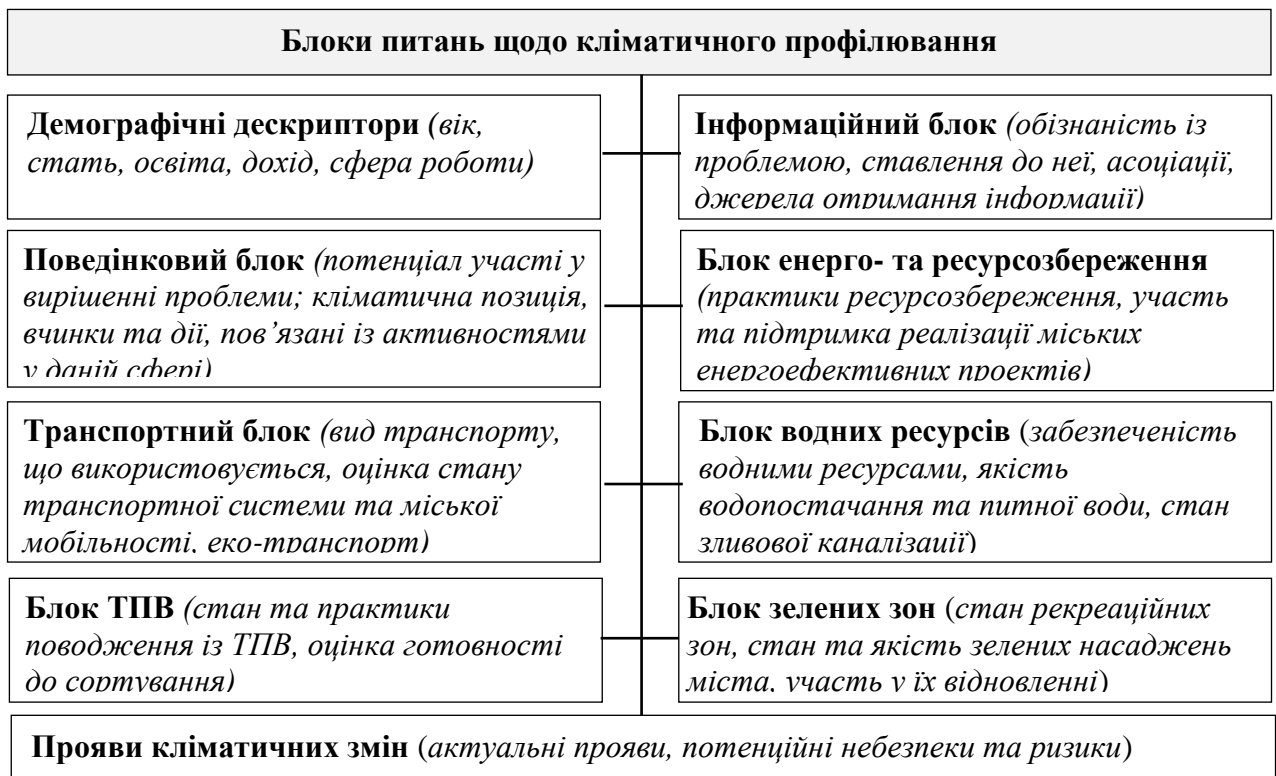 Блоки питань щодо кліматичного профілювання
Демографічні дескриптори (вік,
стать, освіта, дохід, сфера роботи)
Інформаційний блок (обізнаність із
проблемою, ставлення до неї, асоціації,
джерела отримання інформації)
Поведінковий блок (потенціал участі у
вирішенні проблеми; кліматична позиція,
вчинки та дії, пов’язані із активностями
у даній сфері)
Блок енерго- та ресурсозбереження
(практики ресурсозбереження, участь
та підтримка реалізації міських
енергоефективних проектів)
Транспортний блок (вид транспорту,
що використовується, оцінка стану
транспортної системи та міської
мобільності, еко-транспорт)
Блок водних ресурсів (забезпеченість
водними ресурсами, якість
водопостачання та питної води, стан
зливової каналізації)
Блок ТПВ (стан та практики
поводження із ТПВ, оцінка готовності
до сортування)
Блок зелених зон (стан рекреаційних
зон, стан та якість зелених насаджень
міста, участь у їх відновленні)
Прояви кліматичних змін (актуальні прояви, потенційні небезпеки та ризики)